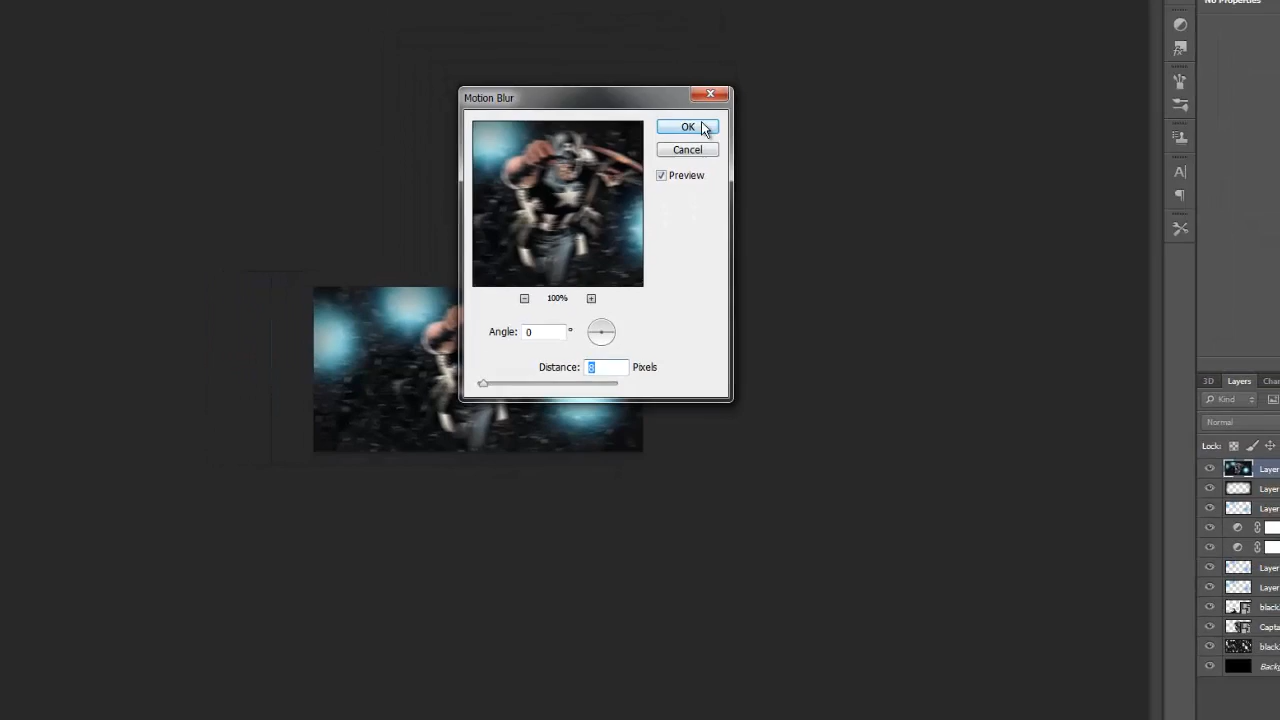 No Properties
Motion Blur
OK
Cancel
Preview
100%
Angle: 0 °
Distance: 8 Pixels
3D Layers Cha
Kind
Normal
Lock:
Layer
Layer
Layer
Layer
Layer
black
Capta
black
Backg